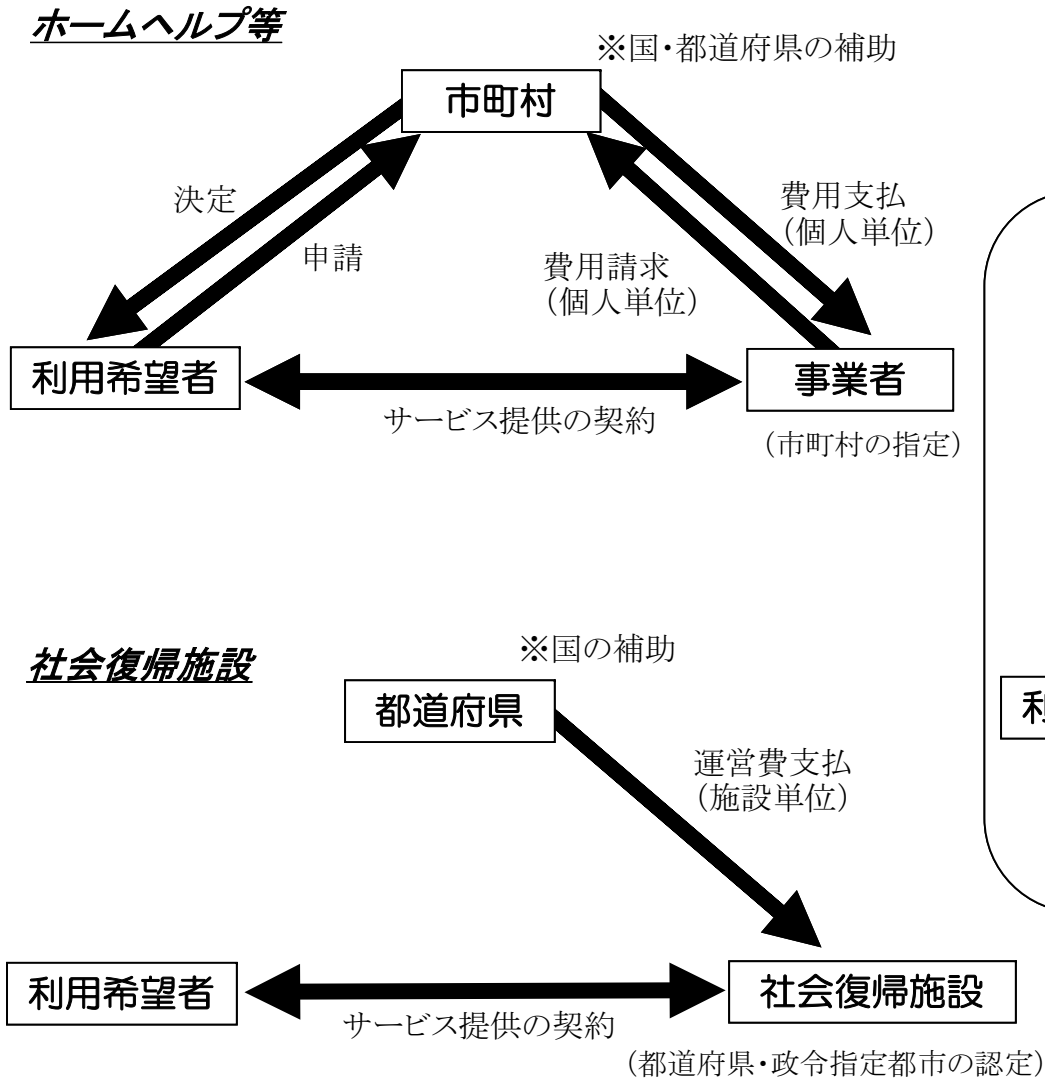 ホームヘルプ等
※国・都道府県の補助
市町村
決定
申請
費用支払
(個人単位)
費用請求
(個人単位)
利用希望者
事業者
サービス提供の契約
(市町村の指定)
社会復帰施設
※国の補助
都道府県
運営費支払
(施設単位)
利用希望者
社会復帰施設
サービス提供の契約
(都道府県・政令指定都市の認定)